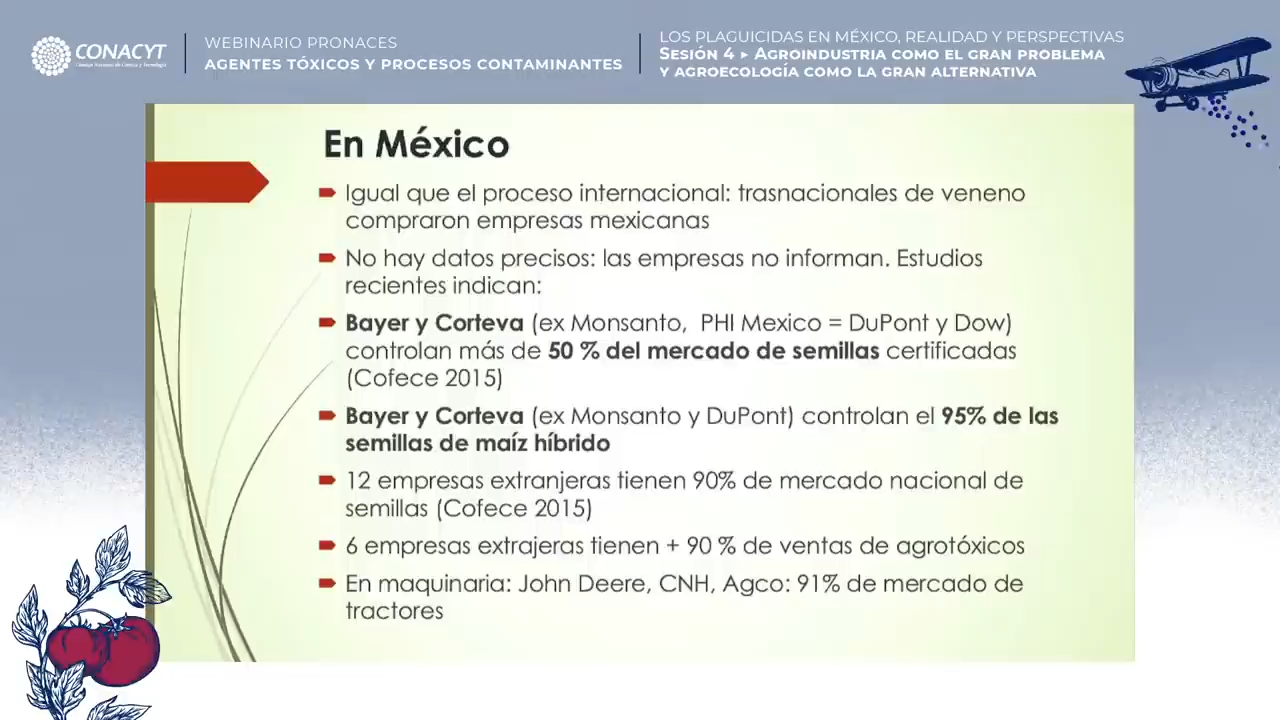 CONACYT
Consejo Nacional de Ciencia y Tecnología
WEBINARIO PRONACES
AGENTES TÓXICOS Y PROCESOS CONTAMINANTES
LOS PLAGUICIDAS EN MÉXICO, REALIDAD Y PERSPECTIVAS
SESIÓN 4 ▸ AGROINDUSTRIA COMO EL GRAN PROBLEMA
Y AGROECOLOGÍA COMO LA GRAN ALTERNATIVA
En México
Igual que el proceso internacional: trasnacionales de veneno
compraron empresas mexicanas
No hay datos precisos: las empresas no informan. Estudios
recientes indican:
Bayer y Corteva (ex Monsanto, PHI Mexico = DuPont y Dow)
controlan más de 50 % del mercado de semillas certificadas
(Cofece 2015)
Bayer y Corteva (ex Monsanto y DuPont) controlan el 95% de las
semillas de maíz híbrido
12 empresas extranjeras tienen 90% de mercado nacional de
semillas (Cofece 2015)
6 empresas extrajeras tienen + 90 % de ventas de agrotóxicos
En maquinaria: John Deere, CNH, Agco: 91% de mercado de
tractores